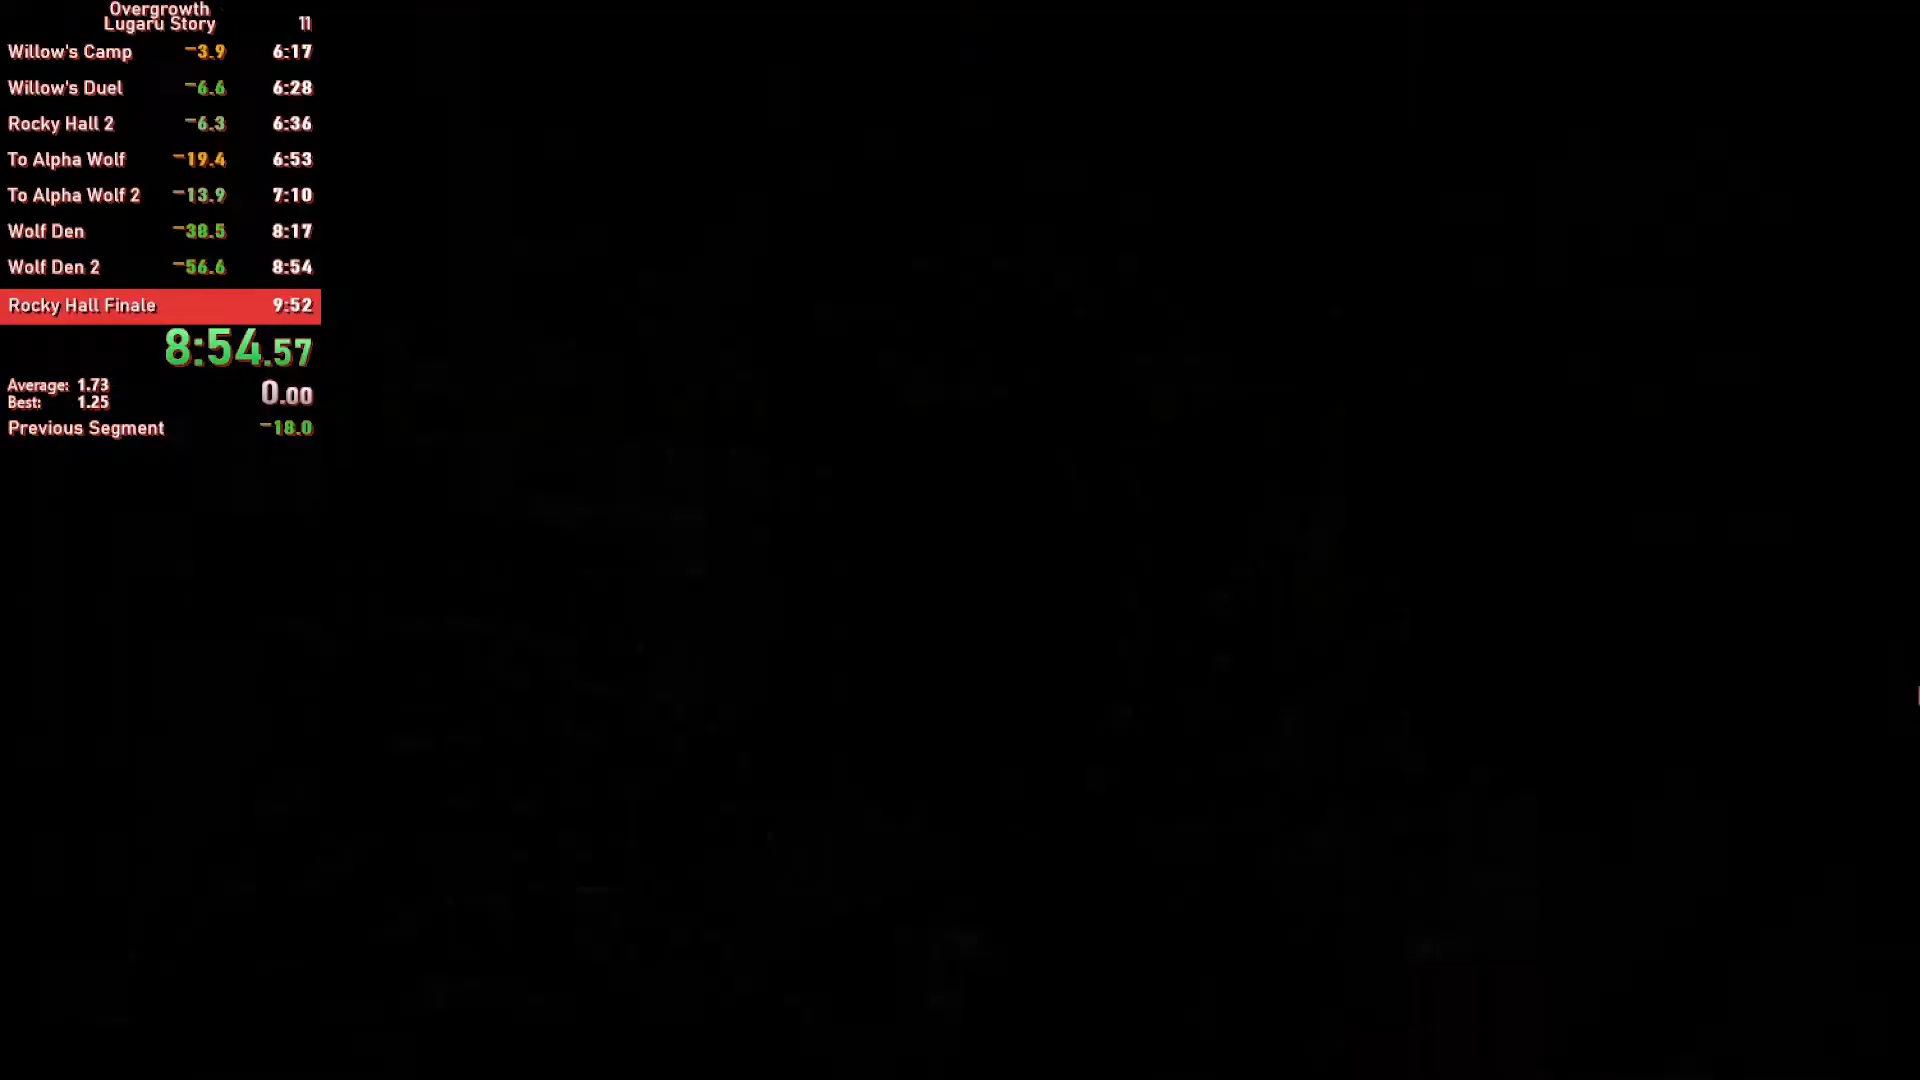 Overgrowth
Lugaru Story 11
Willow's Camp -3.9 6:17
Willow's Duel -6.6 6:28
Rocky Hall 2 -6.3 6:36
To Alpha Wolf -19.4 6:53
To Alpha Wolf 2 -13.9 7:10
Wolf Den -38.5 8:17
Wolf Den 2 -56.6 8:54
Rocky Hall Finale 9:52
8:54.57
Average: 1.73 0.00
Best: 1.25
Previous Segment -18.0